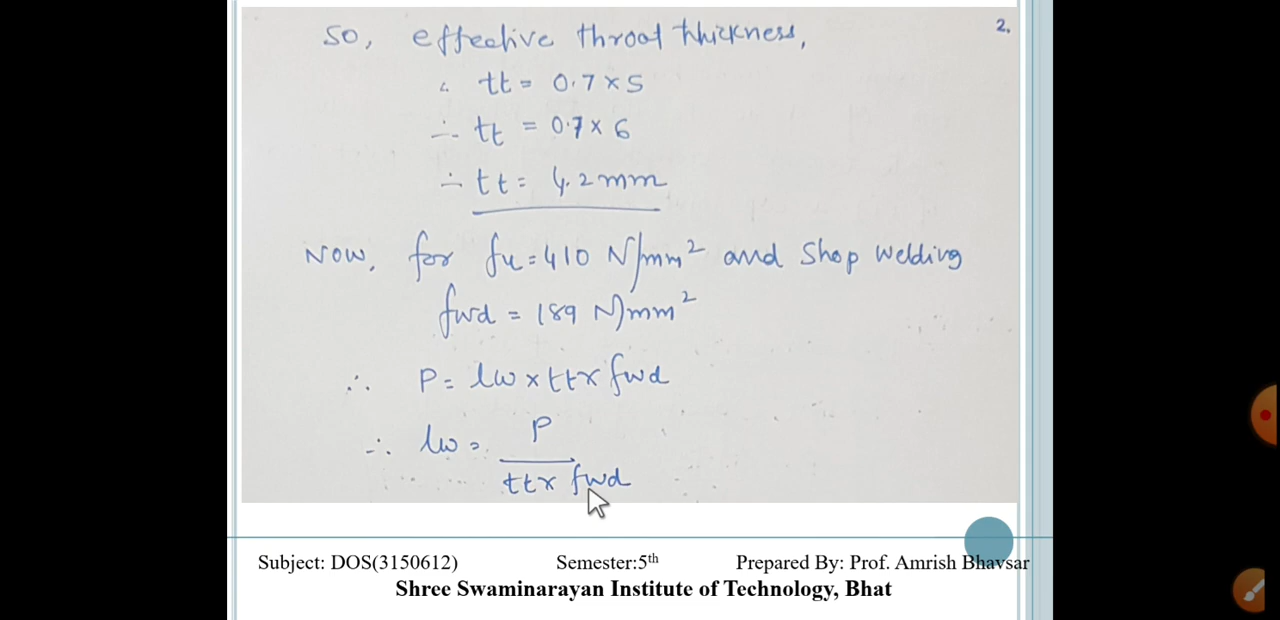 2.
So, effective throat thickness,
∴ tt = 0.7 × S
∴ tt = 0.7 × 6
∴ tt = 4.2 mm
Now, for fu = 410 N/mm² and Shop welding
fwd = 189 N/mm²
∴ P = lw × tt × fwd
∴ lw = P
tt × fwd
Subject: DOS(3150612) Semester:5th Prepared By: Prof. Amrish Bhavsar
Shree Swaminarayan Institute of Technology, Bhat